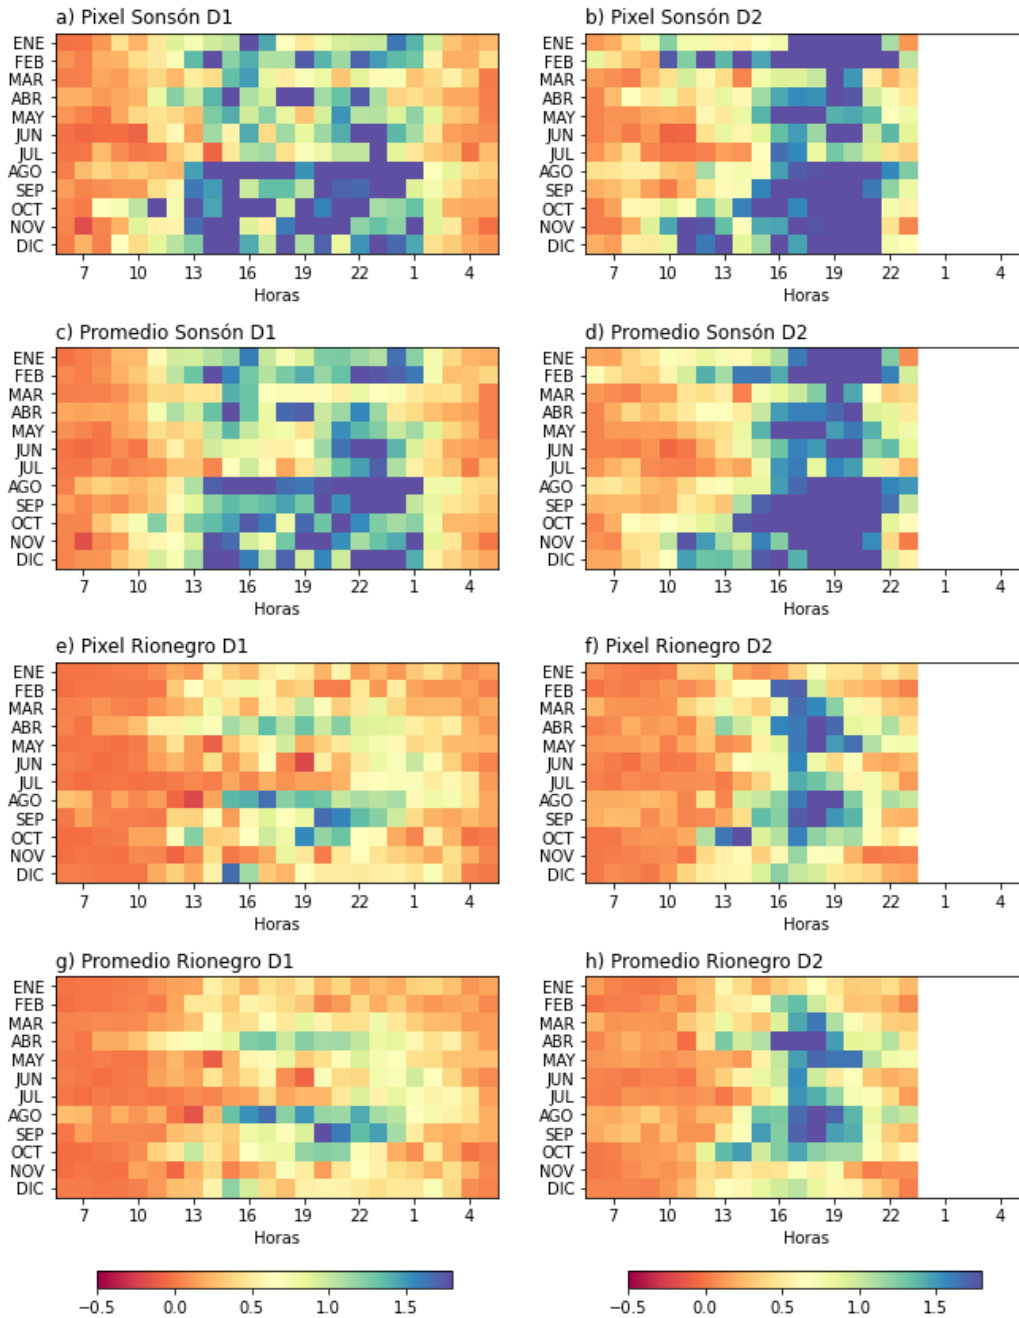 a) Pixel Sonsón D1
ENE
FEB
MAR
ABR
MAY
JUN
JUL
AGO
SEP
OCT
NOV
DIC
7 10 13 16 19 22 1 4
Horas
b) Pixel Sonsón D2
ENE
FEB
MAR
ABR
MAY
JUN
JUL
AGO
SEP
OCT
NOV
DIC
7 10 13 16 19 22 1 4
Horas
c) Promedio Sonsón D1
ENE
FEB
MAR
ABR
MAY
JUN
JUL
AGO
SEP
OCT
NOV
DIC
7 10 13 16 19 22 1 4
Horas
d) Promedio Sonsón D2
ENE
FEB
MAR
ABR
MAY
JUN
JUL
AGO
SEP
OCT
NOV
DIC
7 10 13 16 19 22 1 4
Horas
e) Pixel Rionegro D1
ENE
FEB
MAR
ABR
MAY
JUN
JUL
AGO
SEP
OCT
NOV
DIC
7 10 13 16 19 22 1 4
Horas
f) Pixel Rionegro D2
ENE
FEB
MAR
ABR
MAY
JUN
JUL
AGO
SEP
OCT
NOV
DIC
7 10 13 16 19 22 1 4
Horas
g) Promedio Rionegro D1
ENE
FEB
MAR
ABR
MAY
JUN
JUL
AGO
SEP
OCT
NOV
DIC
7 10 13 16 19 22 1 4
Horas
h) Promedio Rionegro D2
ENE
FEB
MAR
ABR
MAY
JUN
JUL
AGO
SEP
OCT
NOV
DIC
7 10 13 16 19 22 1 4
Horas
−0.5 0.0 0.5 1.0 1.5
−0.5 0.0 0.5 1.0 1.5